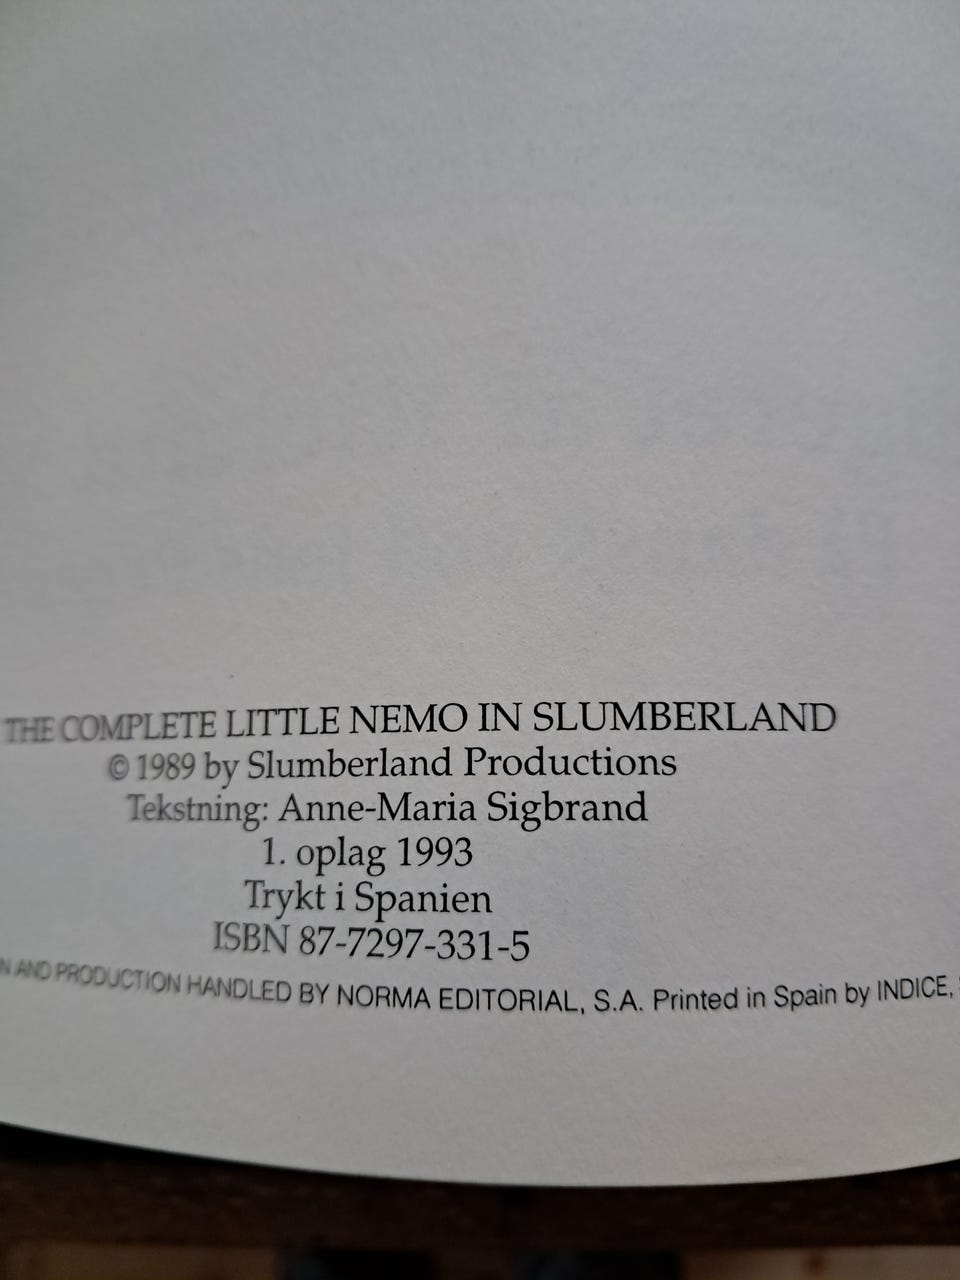 THE COMPLETE LITTLE NEMO IN SLUMBERLAND
© 1989 by Slumberland Productions
Tekstning: Anne-Maria Sigbrand
1. oplag 1993
Trykt i Spanien
ISBN 87-7297-331-5
AND PRODUCTION HANDLED BY NORMA EDITORIAL, S.A. Printed in Spain by INDICE,